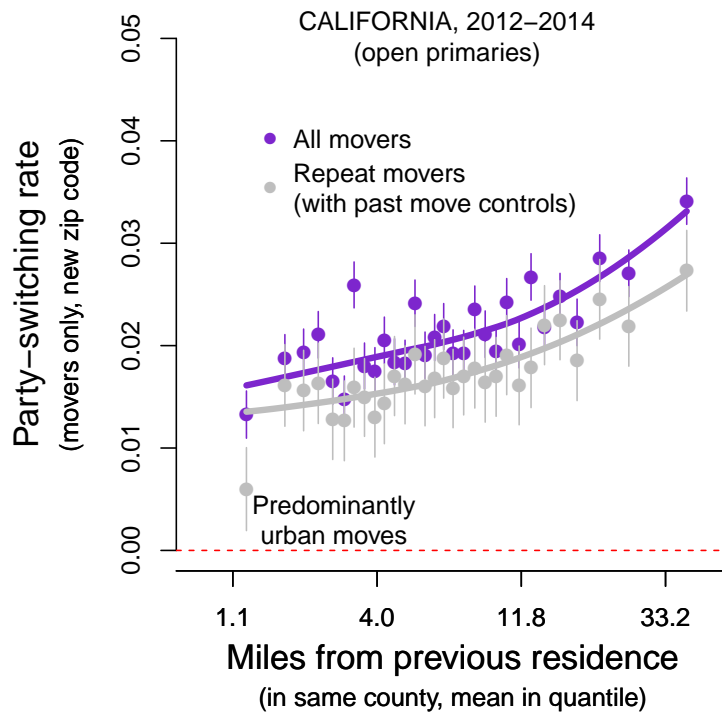 CALIFORNIA, 2012−2014
(open primaries)
All movers
Repeat movers
(with past move controls)
Party−switching rate
(movers only, new zip code)
0.05
0.04
0.03
0.02
0.01
0.00
Predominantly
urban moves
1.1 4.0 11.8 33.2
Miles from previous residence
(in same county, mean in quantile)